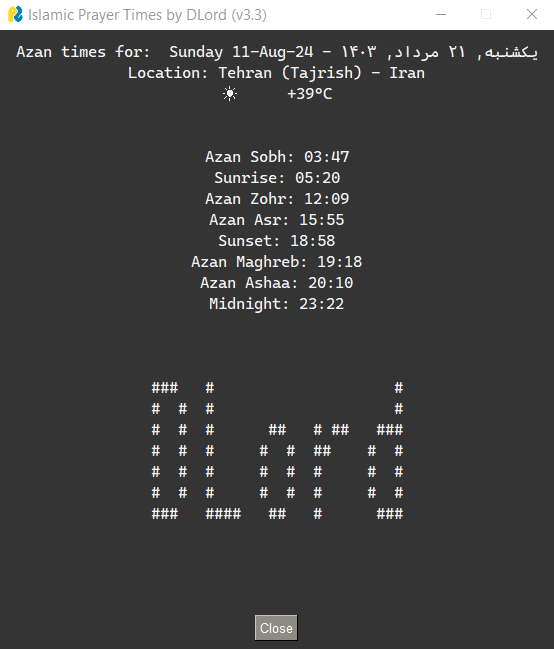 Islamic Prayer Times by DLord (v3.3)
Azan times for:  Sunday 11-Aug-24 - یکشنبه, ۲۱ مرداد, ۱۴۰۳
Location: Tehran (Tajrish) - Iran
☀ +39°C
Azan Sobh: 03:47
Sunrise: 05:20
Azan Zohr: 12:09
Azan Asr: 15:55
Sunset: 18:58
Azan Maghreb: 19:18
Azan Ashaa: 20:10
Midnight: 23:22
DLord
Close